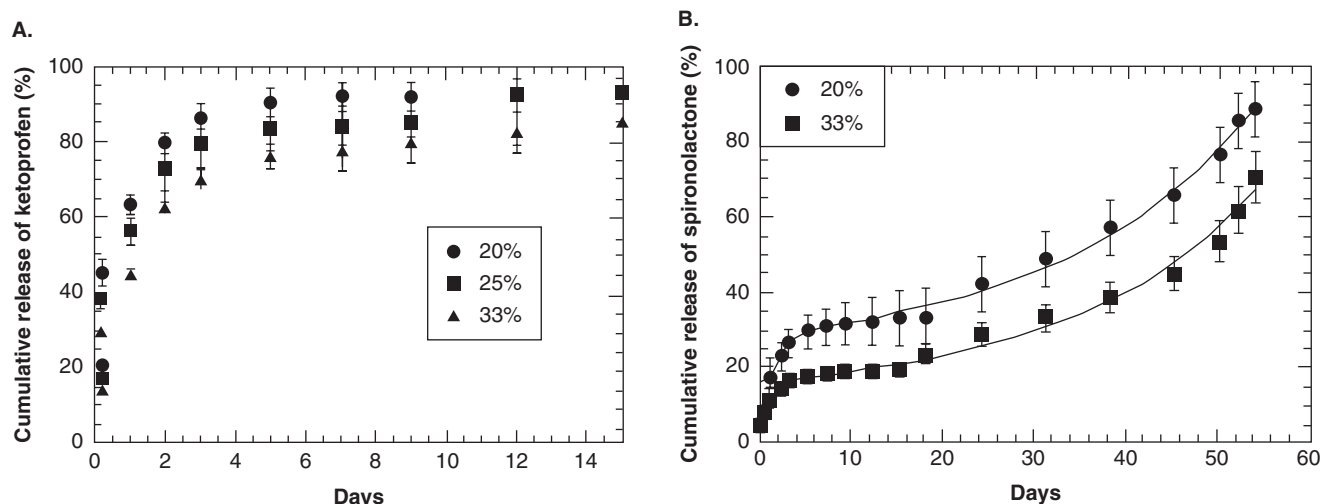 A.
Cumulative release of ketoprofen (%)
100
80
60
40
20
0
20%
25%
33%
0 2 4 6 8 10 12 14
Days
B.
Cumulative release of spironolactone (%)
100
80
60
40
20
0
20%
33%
0 10 20 30 40 50 60
Days